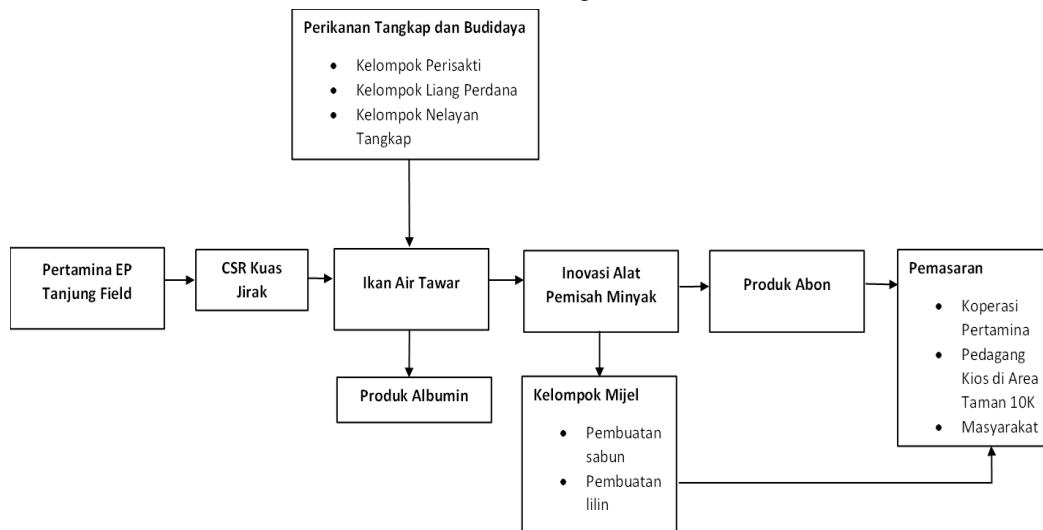 Perikanan Tangkap dan Budidaya
• Kelompok Perisakti
• Kelompok Liang Perdana
• Kelompok Nelayan
Tangkap
Pertamina EP
Tanjung Field
CSR Kuas
Jirak
Ikan Air Tawar
Inovasi Alat
Pemisah Minyak
Produk Abon
Pemasaran
• Koperasi
Pertamina
• Pedagang
Kios di Area
Taman 10K
• Masyarakat
Produk Albumin
Kelompok Mijel
• Pembuatan
sabun
• Pembuatan
lilin